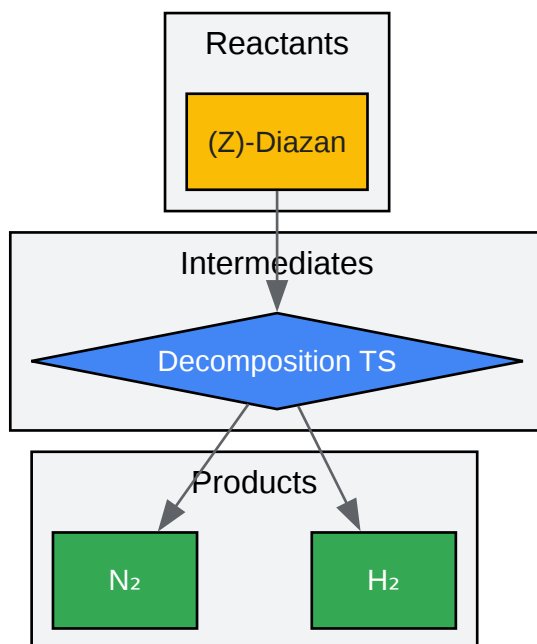 Reactants
(Z)-Diazan
Intermediates
Decomposition TS
Products
N₂
H₂